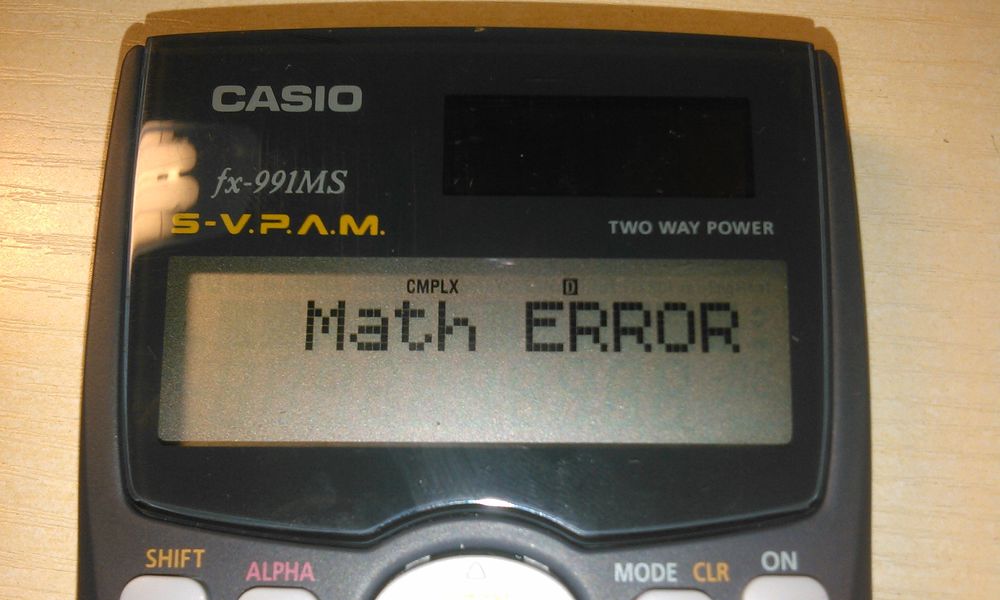 CASIO
fx-991MS
S-V.P.A.M.
TWO WAY POWER
CMPLX D
Math ERROR
SHIFT
ALPHA
MODE CLR
ON